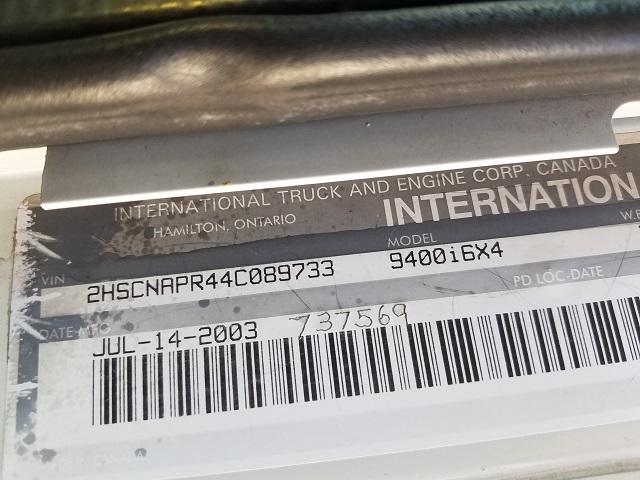 INTERNATIONAL TRUCK AND ENGINE CORP. CANADA
HAMILTON, ONTARIO
INTERNATION
VIN
MODEL
2HSCNAPR44C089733
9400i6X4
DATE-MFG
PD LOC-DATE
JUL-14-2003
737569
CANADA